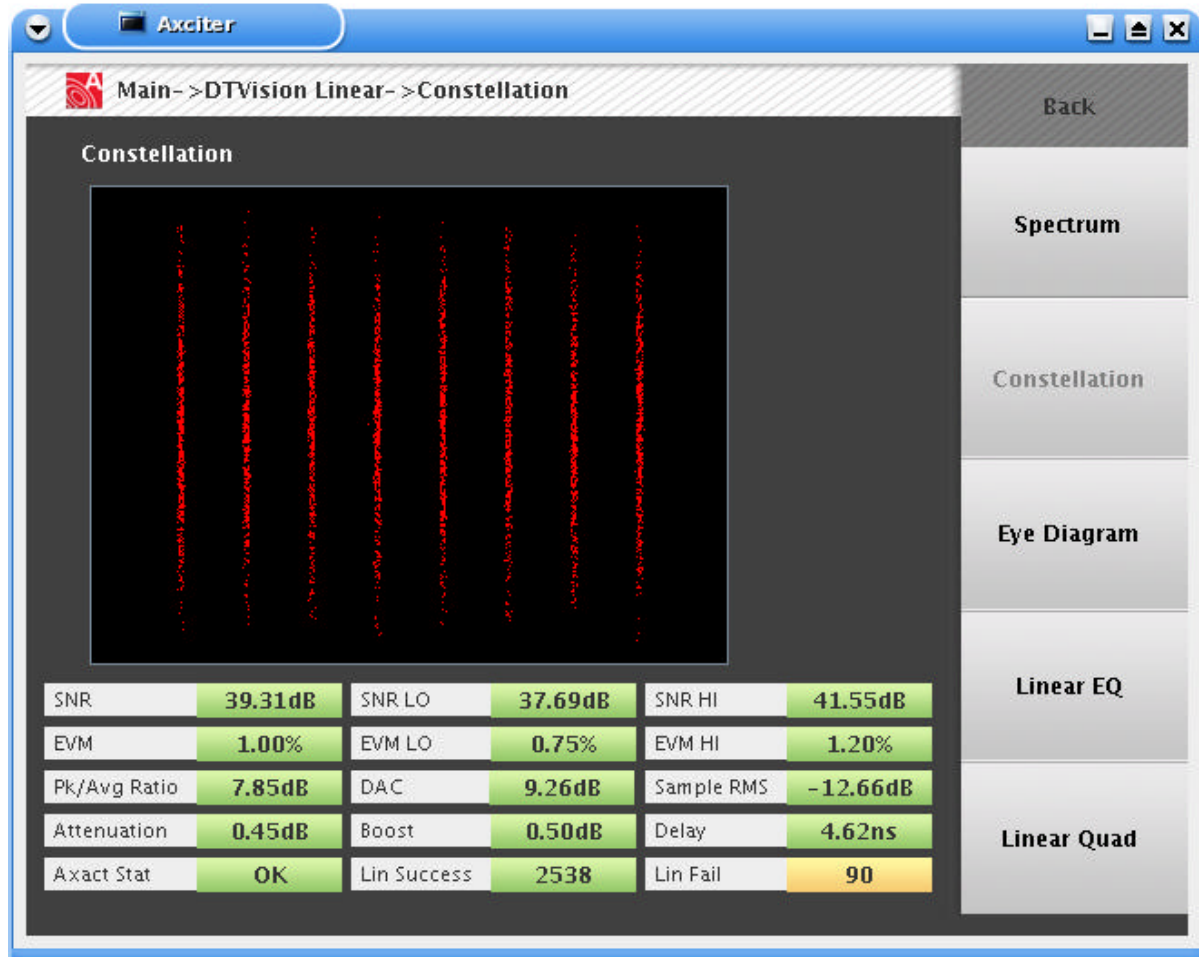 Axciter
A
Main->DTVision Linear->Constellation
Back
Constellation
Spectrum
Constellation
Eye Diagram
Linear EQ
Linear Quad
SNR 39.31dB SNR LO 37.69dB SNR HI 41.55dB
EVM 1.00% EVM LO 0.75% EVM HI 1.20%
Pk/Avg Ratio 7.85dB DAC 9.26dB Sample RMS -12.66dB
Attenuation 0.45dB Boost 0.50dB Delay 4.62ns
Axact Stat OK Lin Success 2538 Lin Fail 90